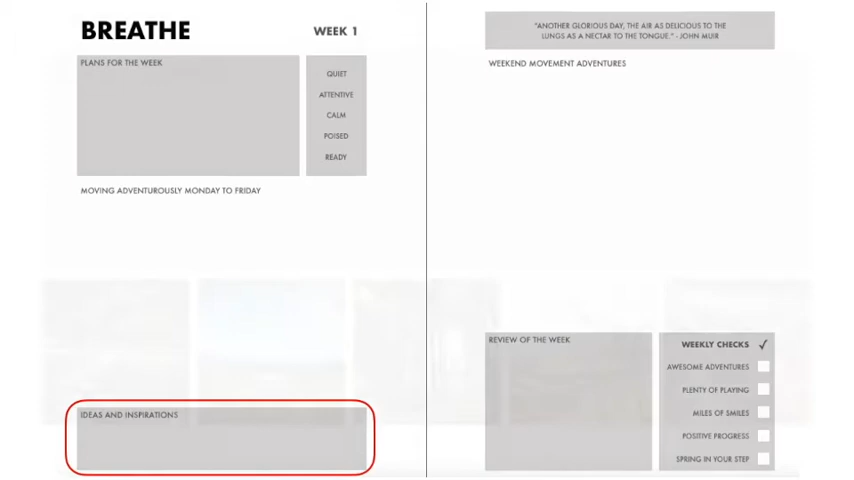 BREATHE
WEEK 1
PLANS FOR THE WEEK
QUIET
ATTENTIVE
CALM
POISED
READY
MOVING ADVENTUROUSLY MONDAY TO FRIDAY
IDEAS AND INSPIRATIONS
"ANOTHER GLORIOUS DAY, THE AIR AS DELICIOUS TO THE
LUNGS AS A NECTAR TO THE TONGUE." - JOHN MUIR
WEEKEND MOVEMENT ADVENTURES
REVIEW OF THE WEEK
WEEKLY CHECKS ✓
AWESOME ADVENTURES
PLENTY OF PLAYING
MILES OF SMILES
POSITIVE PROGRESS
SPRING IN YOUR STEP